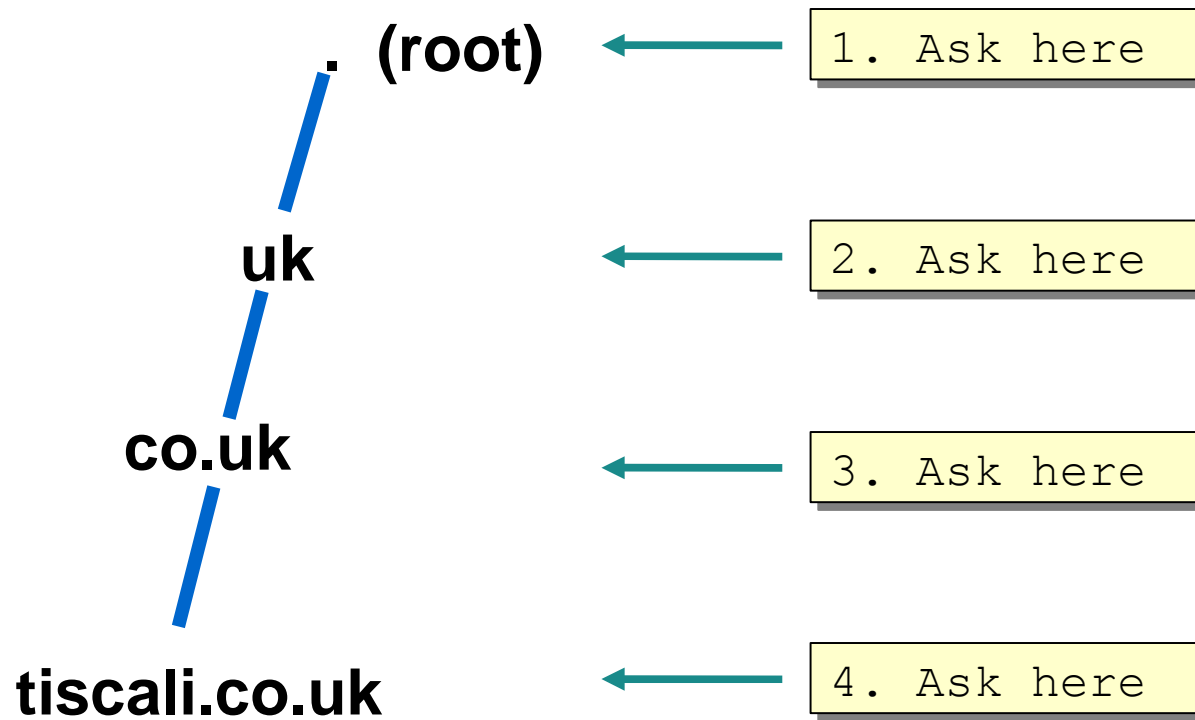 . (root)
1. Ask here
uk
2. Ask here
co.uk
3. Ask here
tiscali.co.uk
4. Ask here